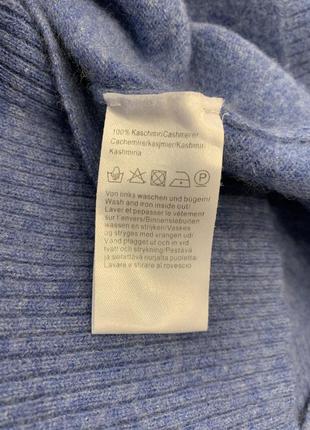 100% Kaschmir/Cashmere/
Cachemire/kasjmier/Kashmir/
Kashmiria
Von links waschen und bügeln!
Wash and iron inside out!
Laver et pepasser le vêtement
sur l'envers/Binnenstebuiten
wassen en strijken/Vaskes
og stryges med vrangen ud/
Vänd plagget ut och in vid
tvätt och strykning/Pestävä
ja silitettävä nurjalta puolelta/
Lavare e stirare al rovescio